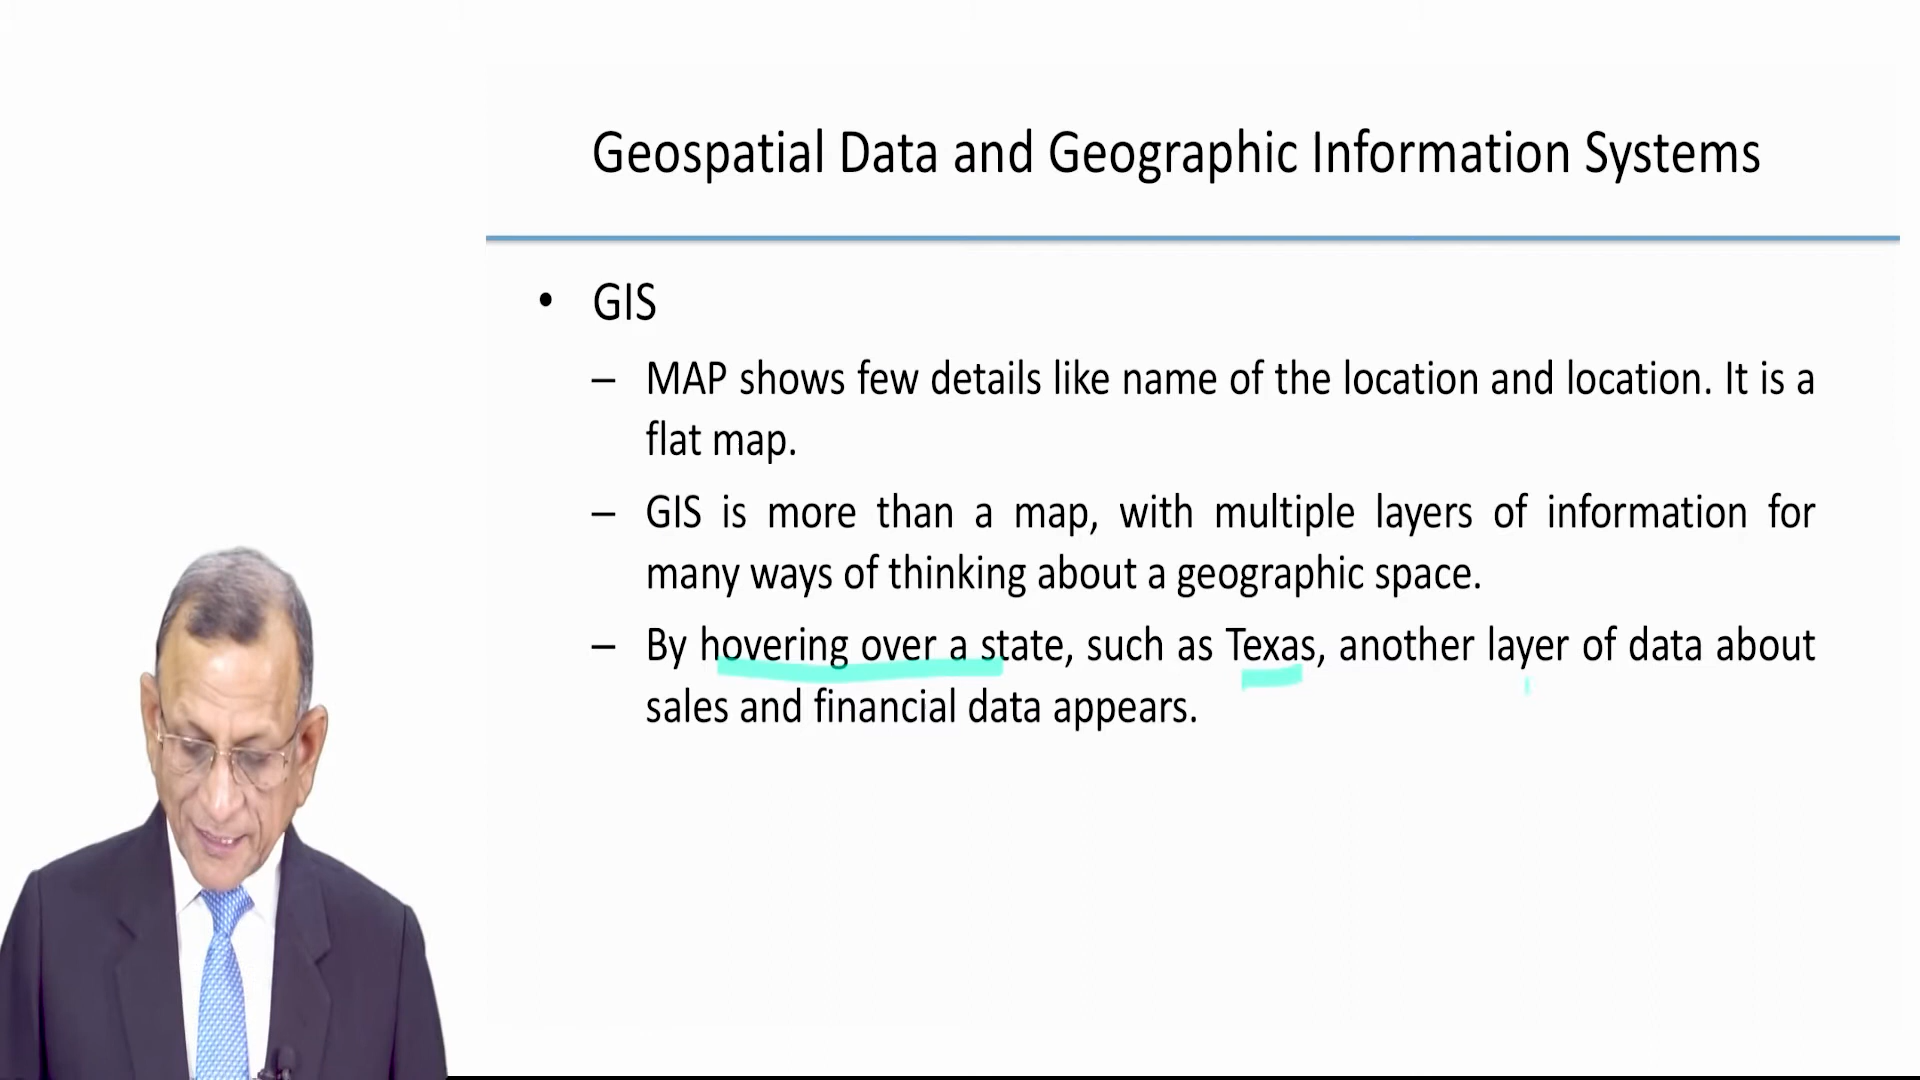 Geospatial Data and Geographic Information Systems
• GIS
– MAP shows few details like name of the location and location. It is a
flat map.
– GIS is more than a map, with multiple layers of information for
many ways of thinking about a geographic space.
– By hovering over a state, such as Texas, another layer of data about
sales and financial data appears.